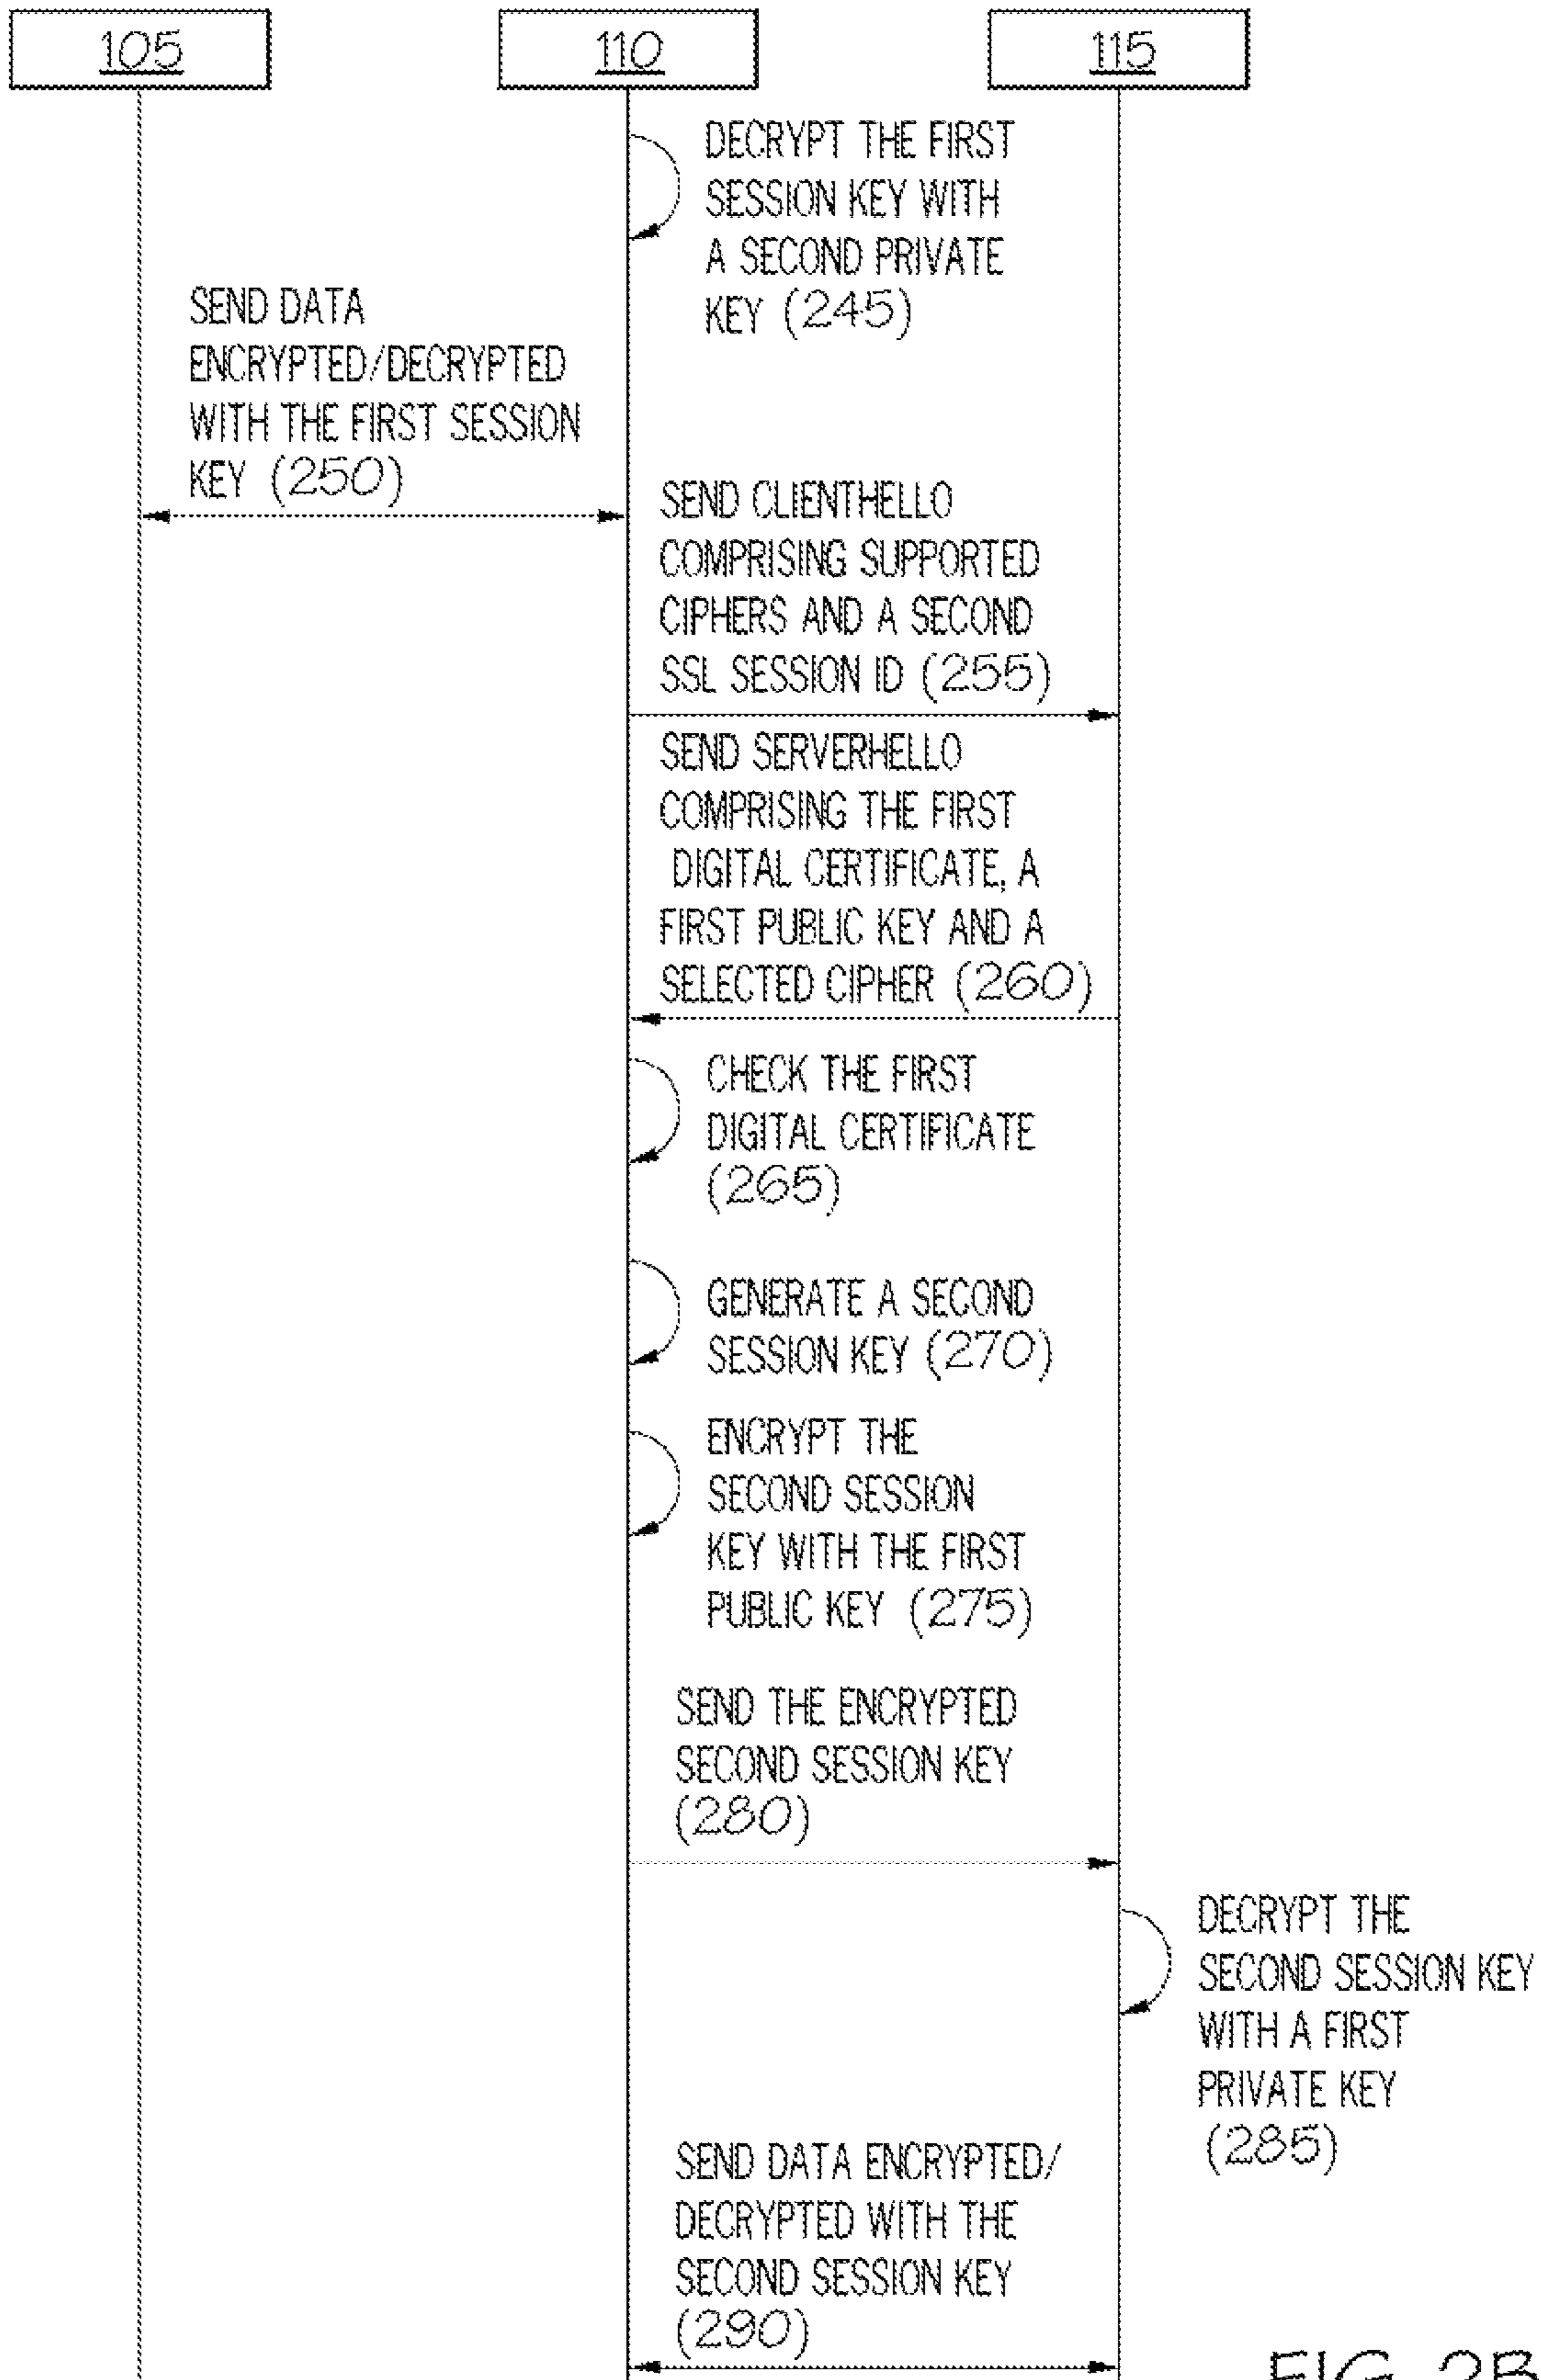 105
110
115
DECRYPT THE FIRST
SESSION KEY WITH
A SECOND PRIVATE
KEY (245)
SEND DATA
ENCRYPTED/DECRYPTED
WITH THE FIRST SESSION
KEY (250)
SEND CLIENTHELLO
COMPRISING SUPPORTED
CIPHERS AND A SECOND
SSL SESSION ID (255)
SEND SERVERHELLO
COMPRISING THE FIRST
DIGITAL CERTIFICATE, A
FIRST PUBLIC KEY AND A
SELECTED CIPHER (260)
CHECK THE FIRST
DIGITAL CERTIFICATE
(265)
GENERATE A SECOND
SESSION KEY (270)
ENCRYPT THE
SECOND SESSION
KEY WITH THE FIRST
PUBLIC KEY (275)
SEND THE ENCRYPTED
SECOND SESSION KEY
(280)
DECRYPT THE
SECOND SESSION KEY
WITH A FIRST
PRIVATE KEY
(285)
SEND DATA ENCRYPTED/
DECRYPTED WITH THE
SECOND SESSION KEY
(290)
FIG. 2B